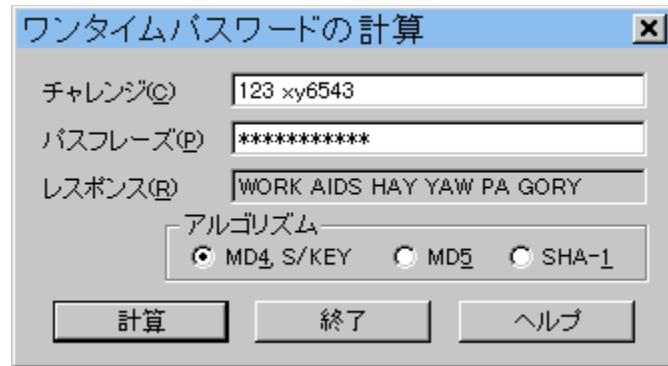 ワンタイムパスワードの計算
チャレンジ(C) 123 xy6543
パスフレーズ(P) ***********
レスポンス(R) WORK AIDS HAY YAW PA GORY
アルゴリズム
MD4, S/KEY MD5 SHA-1
計算 終了 ヘルプ